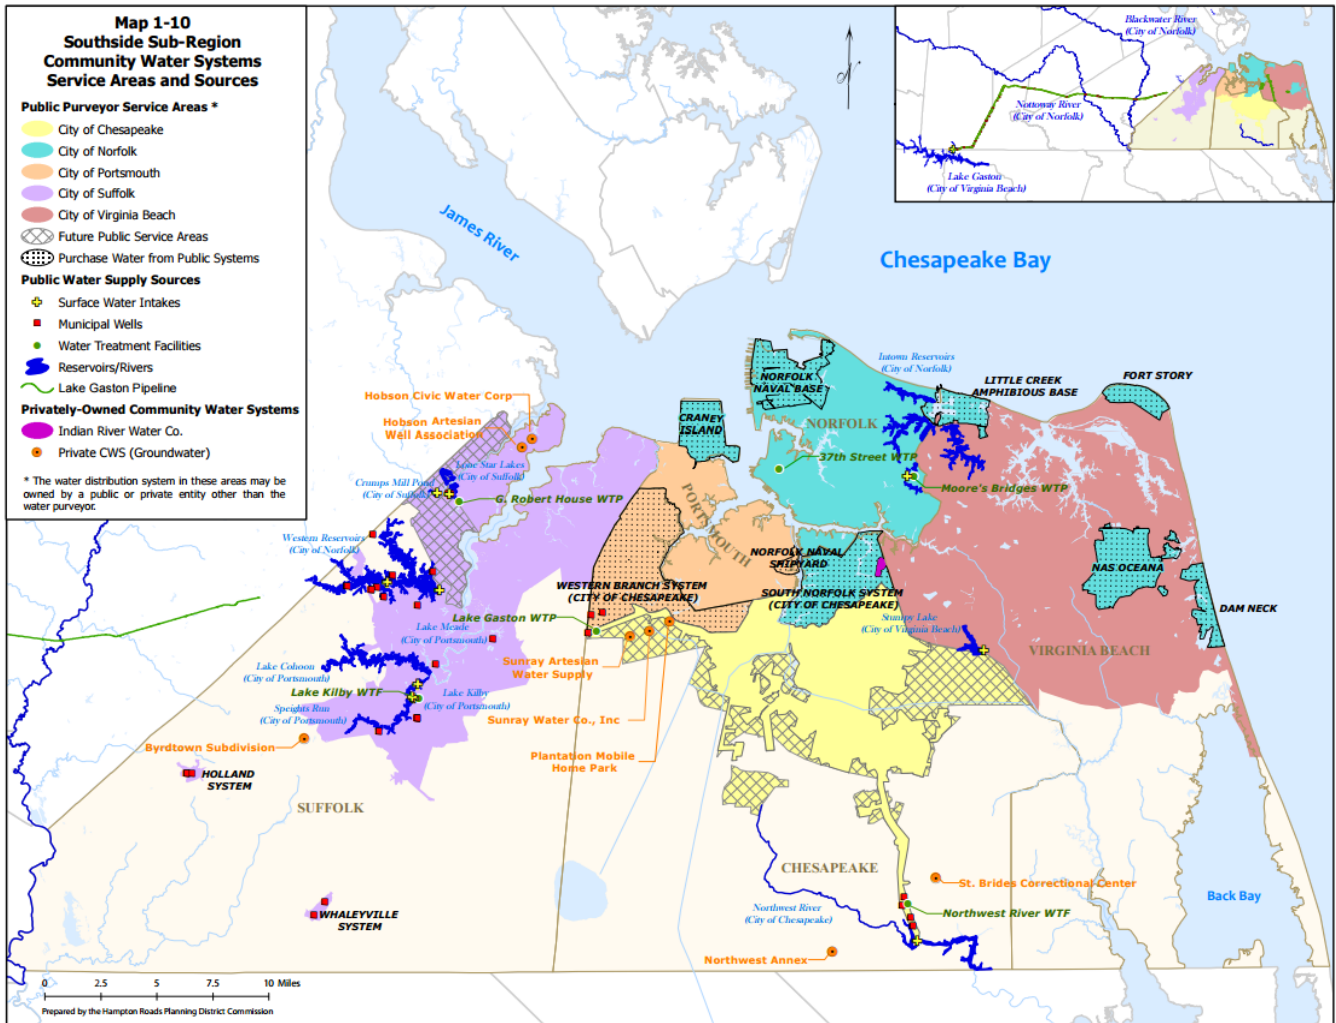 Map 1-10
Southside Sub-Region
Community Water Systems
Service Areas and Sources
Public Purveyor Service Areas *
City of Chesapeake
City of Norfolk
City of Portsmouth
City of Suffolk
City of Virginia Beach
Future Public Service Areas
Purchase Water from Public Systems
Public Water Supply Sources
Surface Water Intakes
Municipal Wells
Water Treatment Facilities
Reservoirs/Rivers
Lake Gaston Pipeline
Privately-Owned Community Water Systems
Indian River Water Co.
Private CWS (Groundwater)
* The water distribution system in these areas may be
owned by a public or private entity other than the
water purveyor.
N
Blackwater River
(City of Norfolk)
Nottoway River
(City of Norfolk)
Lake Gaston
(City of Virginia Beach)
James River
Chesapeake Bay
Intown Reservoirs
(City of Norfolk)
NORFOLK
NAVAL BASE
LITTLE CREEK
AMPHIBIOUS BASE
FORT STORY
Hobson Civic Water Corp
Hobson Artesian
Well Association
CRANEY
ISLAND
NORFOLK
37th Street WTP
Moore's Bridges WTP
Lone Star Lakes
(City of Suffolk)
Crumps Mill Pond
(City of Suffolk)
G. Robert House WTP
PORTSMOUTH
Western Reservoirs
(City of Norfolk)
NORFOLK NAVAL
SHIPYARD
WESTERN BRANCH SYSTEM
(CITY OF CHESAPEAKE)
SOUTH NORFOLK SYSTEM
(CITY OF CHESAPEAKE)
NAS OCEANA
DAM NECK
Lake Gaston WTP
Stumpy Lake
(City of Virginia Beach)
VIRGINIA BEACH
Lake Meade
(City of Portsmouth)
Lake Cohoon
(City of Portsmouth)
Sunray Artesian
Water Supply
Lake Kilby WTF
Lake Kilby
(City of Portsmouth)
Speights Run
(City of Portsmouth)
Sunray Water Co., Inc
Byrdtown Subdivision
Plantation Mobile
Home Park
HOLLAND
SYSTEM
SUFFOLK
CHESAPEAKE
St. Brides Correctional Center
Back Bay
Northwest River
(City of Chesapeake)
Northwest River WTF
WHALEYVILLE
SYSTEM
Northwest Annex
0 2.5 5 7.5 10 Miles
Prepared by the Hampton Roads Planning District Commission